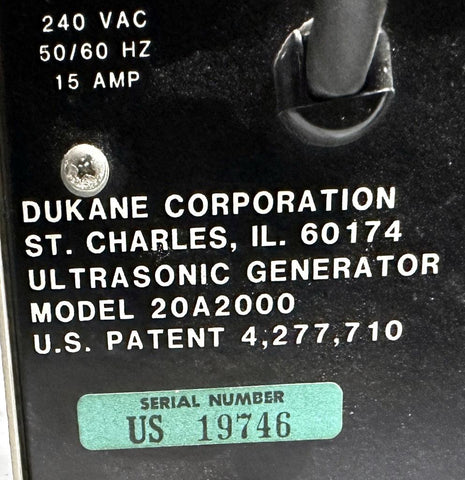 240 VAC
50/60 HZ
15 AMP
DUKANE CORPORATION
ST. CHARLES, IL. 60174
ULTRASONIC GENERATOR
MODEL 20A2000
U.S. PATENT 4,277,710
SERIAL NUMBER
US 19746